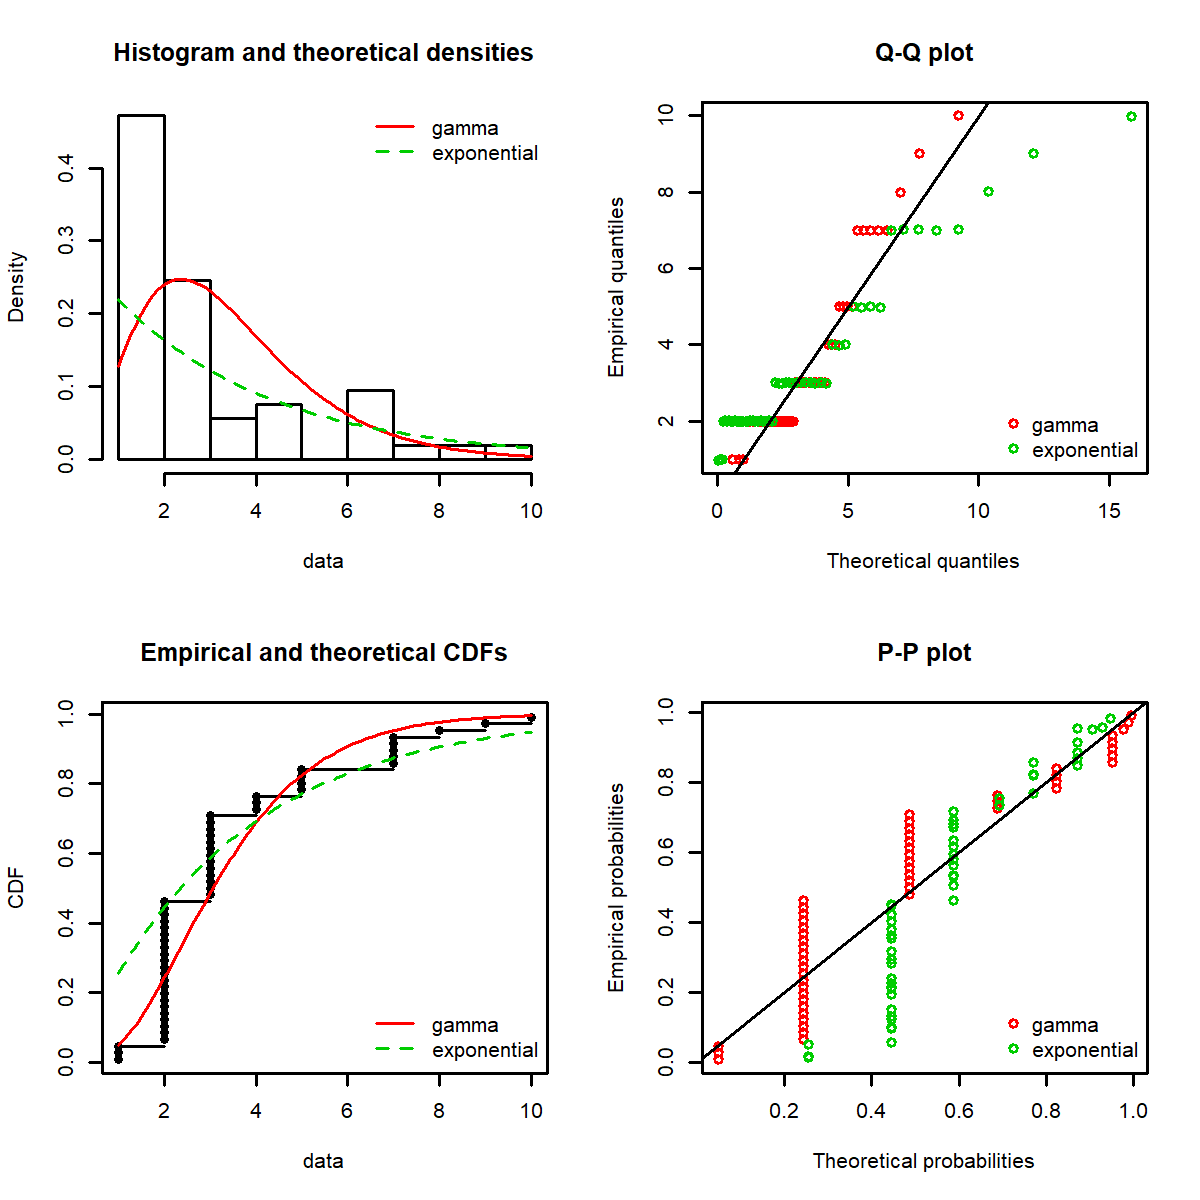 Histogram and theoretical densities
Density
0.0 0.1 0.2 0.3 0.4
gamma
exponential
2 4 6 8 10
data
Q-Q plot
Empirical quantiles
2 4 6 8 10
gamma
exponential
0 5 10 15
Theoretical quantiles
Empirical and theoretical CDFs
CDF
0.0 0.2 0.4 0.6 0.8 1.0
gamma
exponential
2 4 6 8 10
data
P-P plot
Empirical probabilities
0.0 0.2 0.4 0.6 0.8 1.0
gamma
exponential
0.2 0.4 0.6 0.8 1.0
Theoretical probabilities